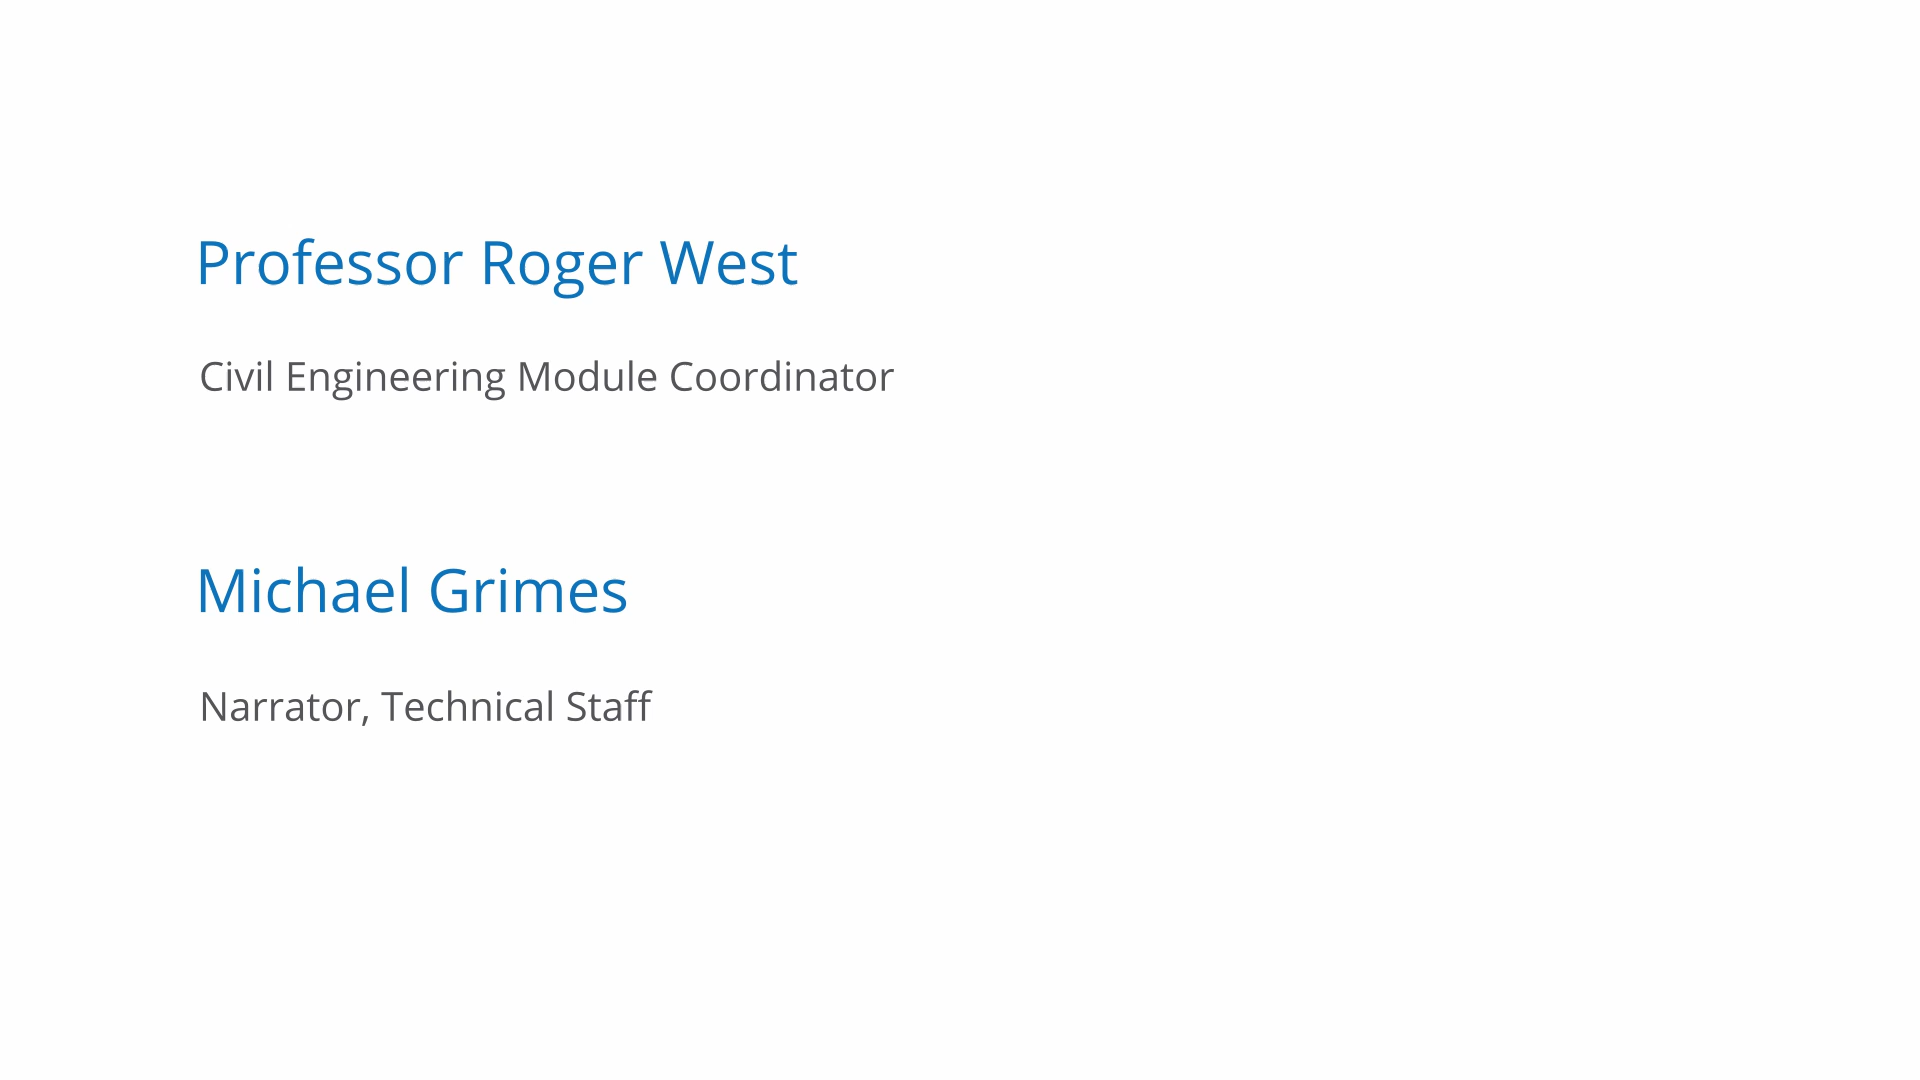 Professor Roger West
Civil Engineering Module Coordinator
Michael Grimes
Narrator, Technical Staff